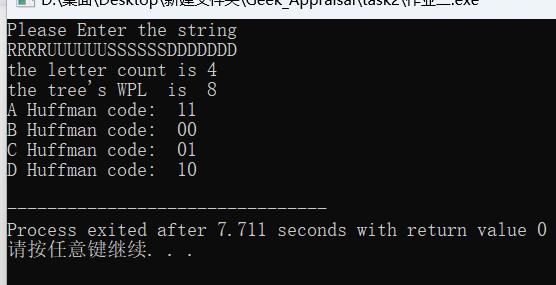 D:\桌面\Desktop\新建文件夹\Geek_Appraisal\task2\作业二.exe
Please Enter the string
RRRRUUUUUUSSSSSSDDDDDDD
the letter count is 4
the tree's WPL  is  8
A Huffman code:  11
B Huffman code:  00
C Huffman code:  01
D Huffman code:  10
--------------------------------
Process exited after 7.711 seconds with return value 0
请按任意键继续. . .